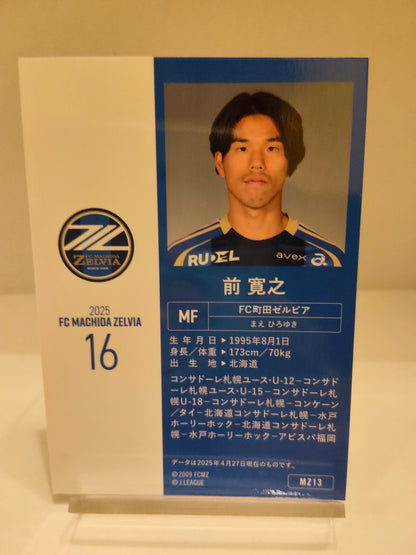 FC MACHIDA
ZELVIA
SINCE 1989
2025
FC MACHIDA ZELVIA
16
RUDEL
avex a
前 寛之
MF
FC町田ゼルビア
まえ ひろゆき
生年月日▶1995年8月1日
身長／体重▶173cm／70kg
出生地▶北海道
コンサドーレ札幌ユース・U-12－コンサド
ーレ札幌ユース・U-15－コンサドーレ札
幌U-18－コンサドーレ札幌－コンケーン
／タイ－北海道コンサドーレ札幌－水戸
ホーリーホック－北海道コンサドーレ札
幌－水戸ホーリーホック－アビスパ福岡
データは2025年4月27日現在のものです。
©2009 FCMZ
© J.LEAGUE
MZ13